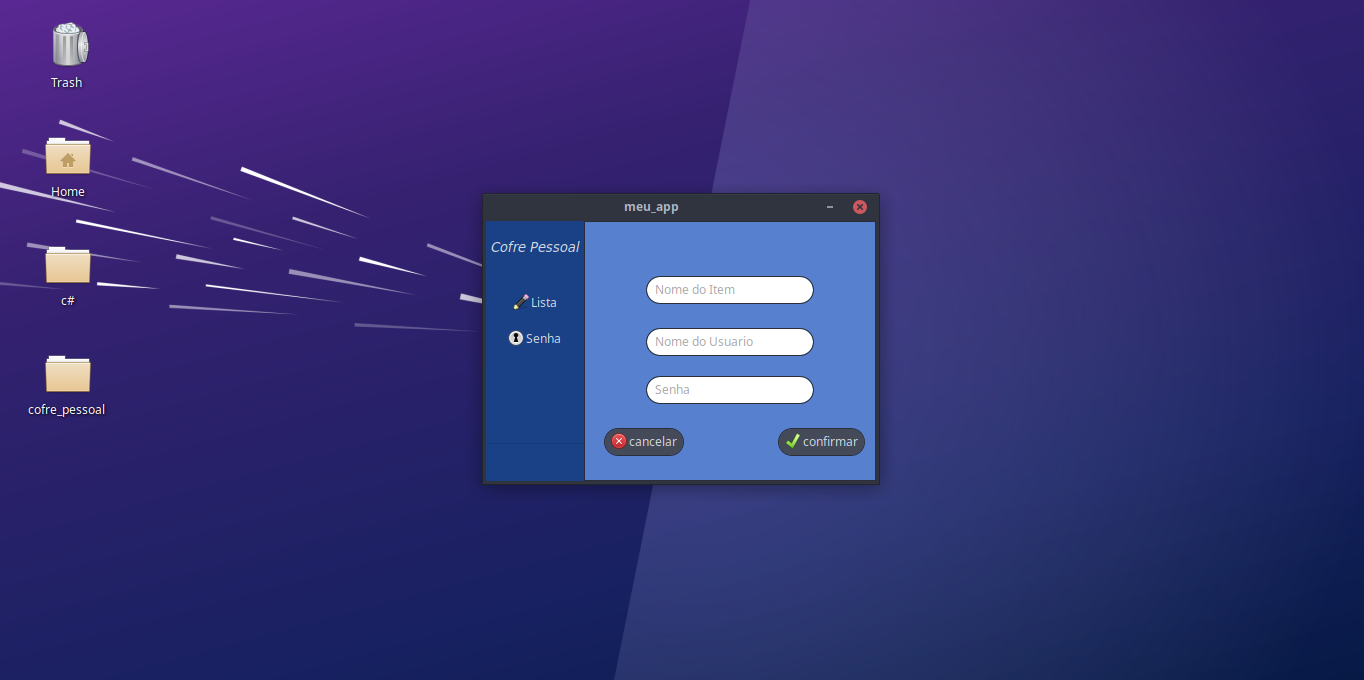 Trash
Home
c#
cofre_pessoal
meu_app
Cofre Pessoal
Lista
Senha
Nome do Item
Nome do Usuario
Senha
cancelar
confirmar